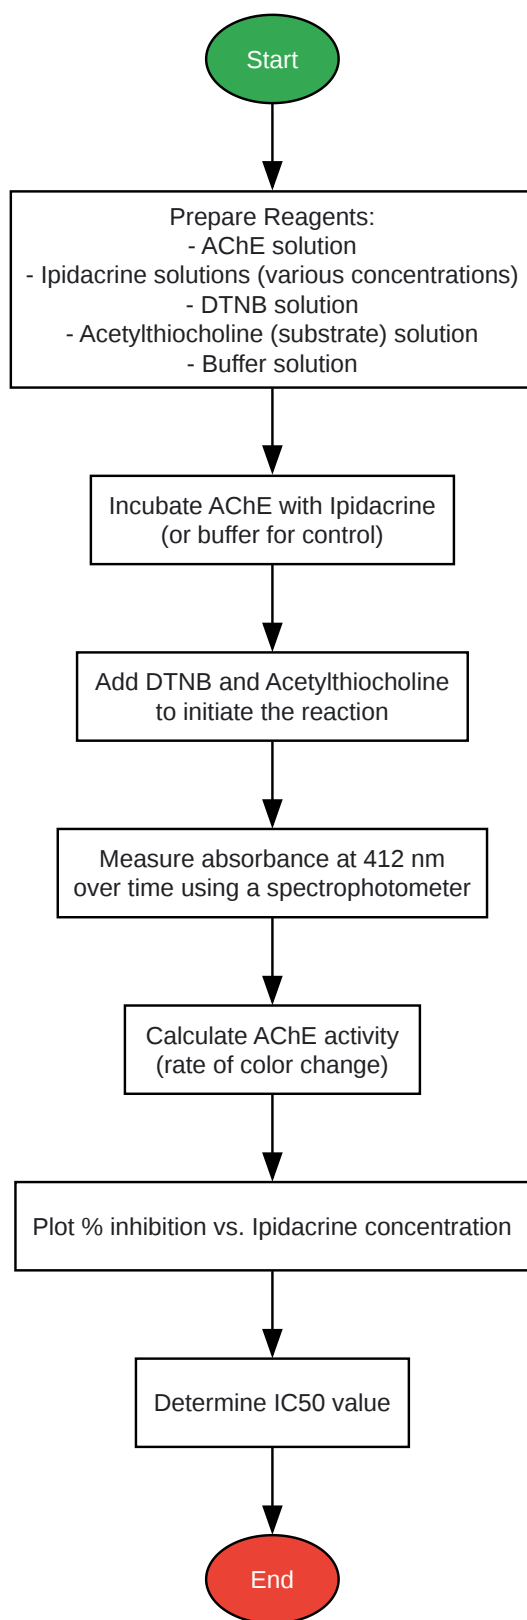 Start
Prepare Reagents:
- AChE solution
- Ipidacrine solutions (various concentrations)
- DTNB solution
- Acetylthiocholine (substrate) solution
- Buffer solution
Incubate AChE with Ipidacrine
(or buffer for control)
Add DTNB and Acetylthiocholine
to initiate the reaction
Measure absorbance at 412 nm
over time using a spectrophotometer
Calculate AChE activity
(rate of color change)
Plot % inhibition vs. Ipidacrine concentration
Determine IC50 value
End